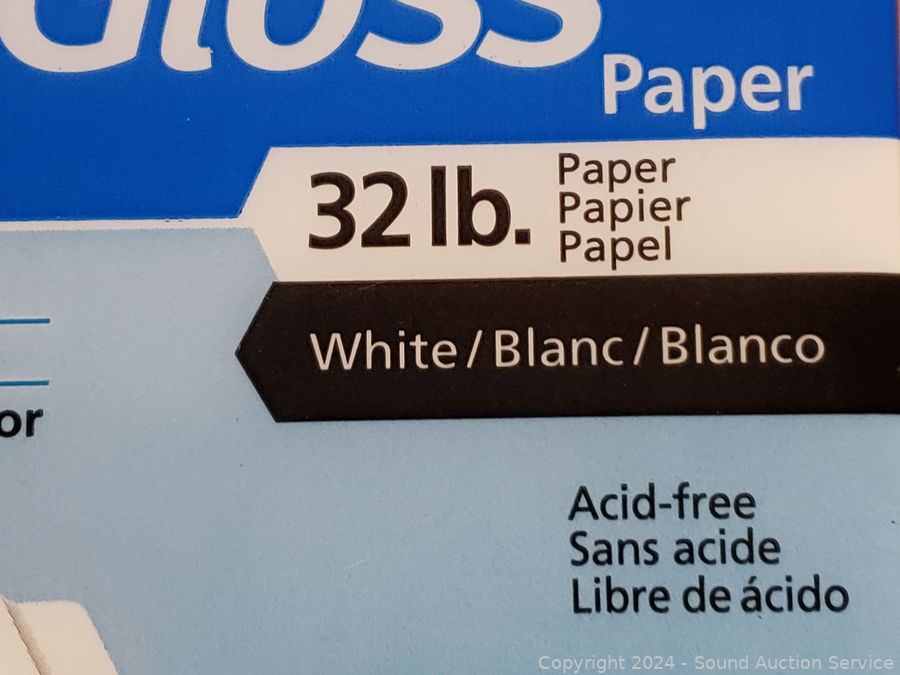 Gloss
Paper
32 lb.
Paper
Papier
Papel
White / Blanc / Blanco
or
Acid-free
Sans acide
Libre de ácido
Copyright 2024 - Sound Auction Service